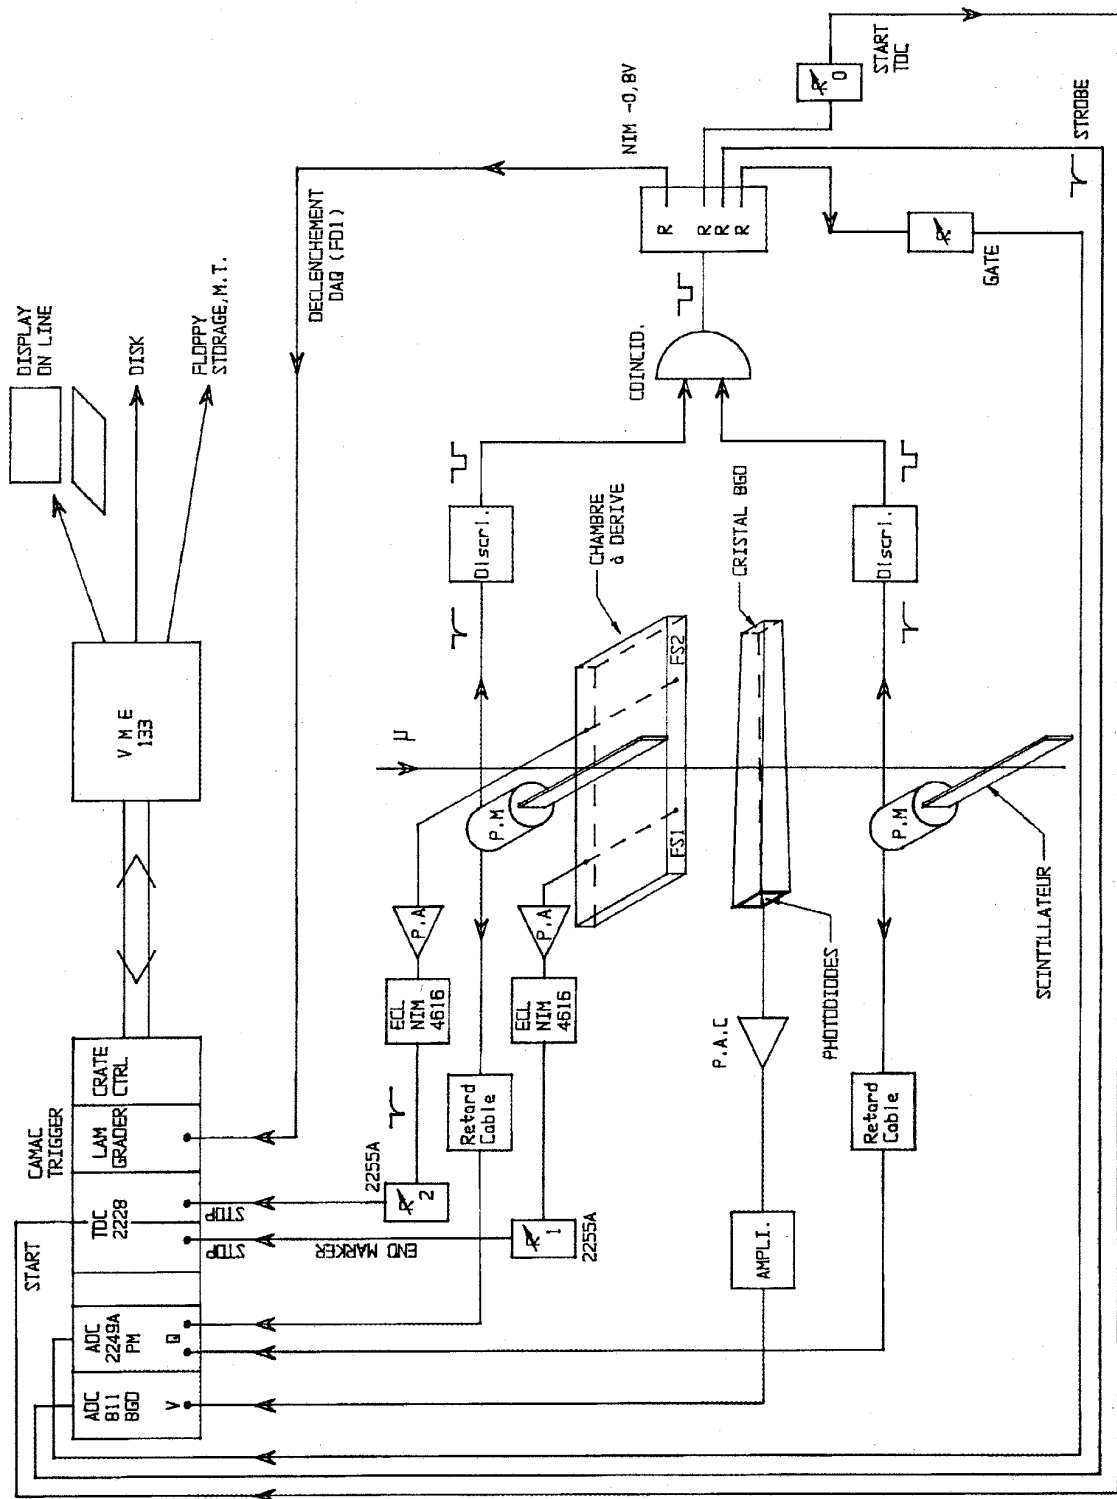 DISPLAY
ON LINE
DISK
FLOPPY
STORAGE, M.T.
V M E
133
CAMAC
TRIGGER
CRATE
CTRL
LAM
GRADER
TDC
2228
ADC
2249A
PM
Q
ADC
811
BGO
V
START
STOP
STOP
END MARKER
DECLENCHEMENT
DAQ (FD1)
NIM -0,8V
R
R
R
R
R
0
START
TDC
STROBE
R
GATE
COINCID.
Discri.
Discri.
µ
P.M
P.M
P.A
P.A
ECL
NIM
4616
ECL
NIM
4616
2255A
R
2
R
1
2255A
Retard
Cable
Retard
Cable
CHAMBRE
à DERIVE
FS1
FS2
CRISTAL BGO
PHOTODIODES
P.A.C
AMPLI.
SCINTILLATEUR